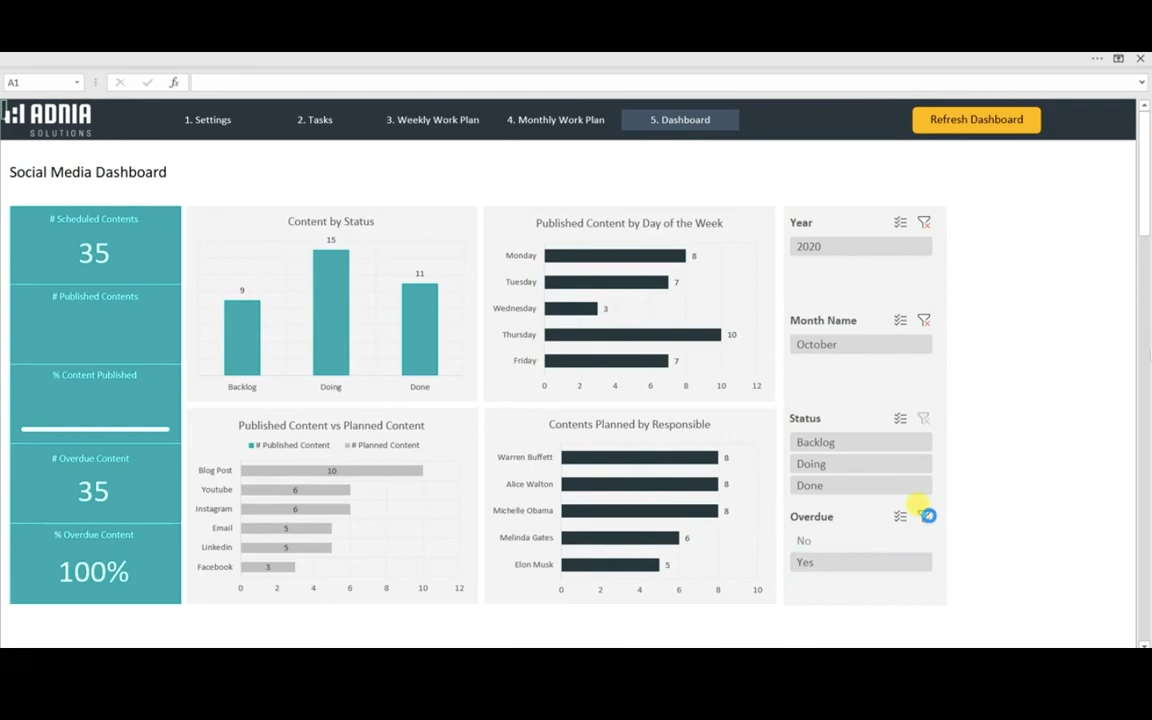 A1
fx
ADNIA
SOLUTIONS
1. Settings
2. Tasks
3. Weekly Work Plan
4. Monthly Work Plan
5. Dashboard
Refresh Dashboard
Social Media Dashboard
# Scheduled Contents
35
# Published Contents
% Content Published
# Overdue Content
35
% Overdue Content
100%
Content by Status
15
11
9
Backlog Doing Done
Published Content by Day of the Week
Monday 8
Tuesday 7
Wednesday 3
Thursday 10
Friday 7
0 2 4 6 8 10 12
Published Content vs Planned Content
# Published Content # Planned Content
Blog Post 10
Youtube 6
Instagram 6
Email 5
Linkedin 5
Facebook 3
0 2 4 6 8 10 12
Contents Planned by Responsible
Warren Buffett 8
Alice Walton 8
Michelle Obama 8
Melinda Gates 6
Elon Musk 5
0 2 4 6 8 10
Year
2020
Month Name
October
Status
Backlog
Doing
Done
Overdue
No
Yes